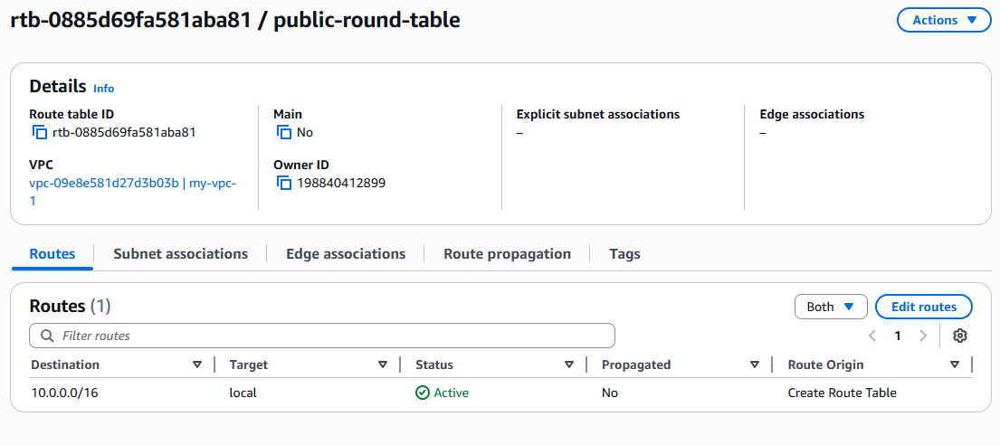 rtb-0885d69fa581aba81 / public-round-table
Actions
Details Info
Route table ID
rtb-0885d69fa581aba81
Main
No
Explicit subnet associations
–
Edge associations
–
VPC
vpc-09e8e581d27d3b03b | my-vpc-
1
Owner ID
198840412899
Routes Subnet associations Edge associations Route propagation Tags
Routes (1)
Both Edit routes
Filter routes
1
Destination Target Status Propagated Route Origin
10.0.0.0/16 local Active No Create Route Table